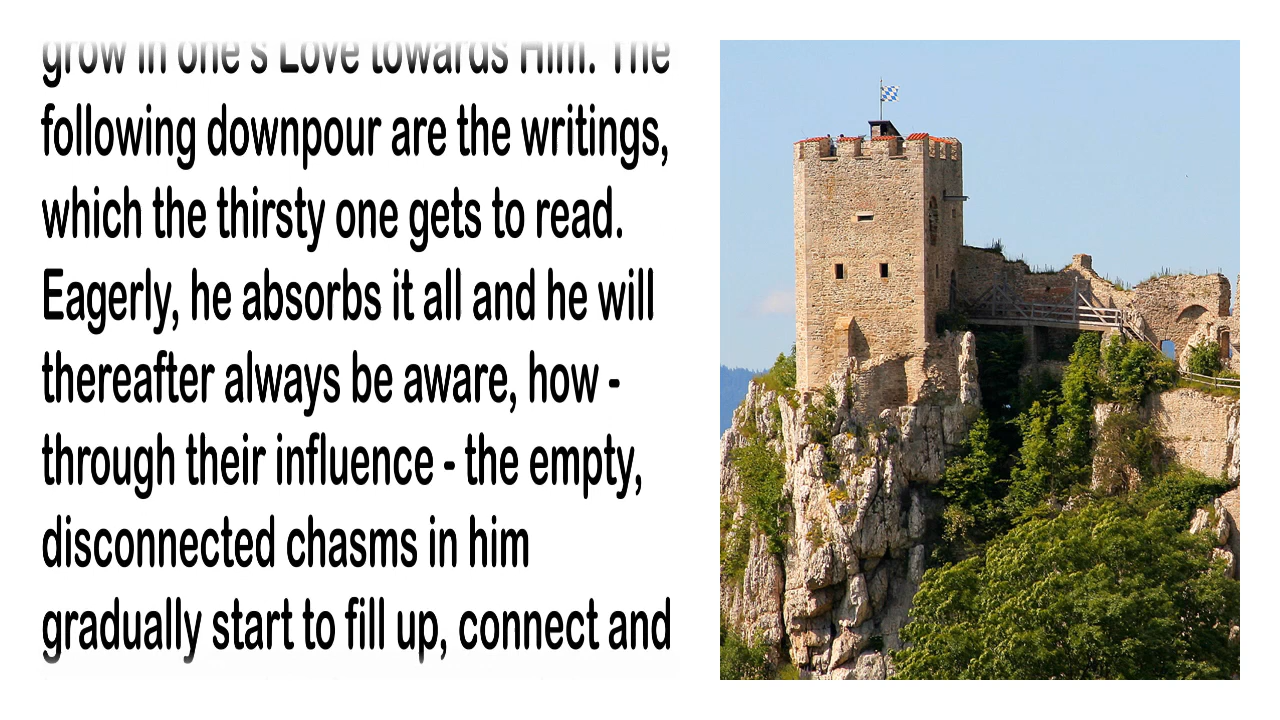 grow in one's Love towards Him. The
following downpour are the writings,
which the thirsty one gets to read.
Eagerly, he absorbs it all and he will
thereafter always be aware, how -
through their influence - the empty,
disconnected chasms in him
gradually start to fill up, connect and